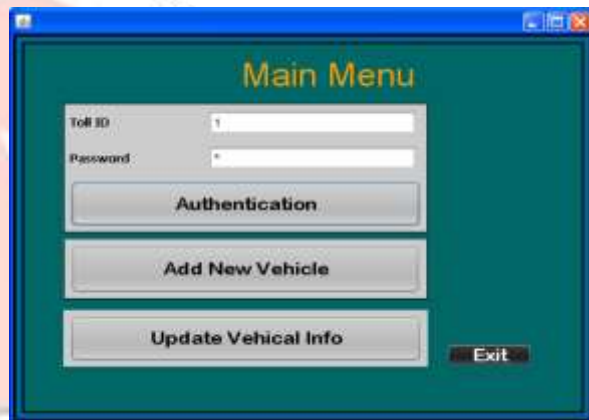 Main Menu
Toll ID
1
Password
*
Authentication
Add New Vehicle
Update Vehical Info
Exit